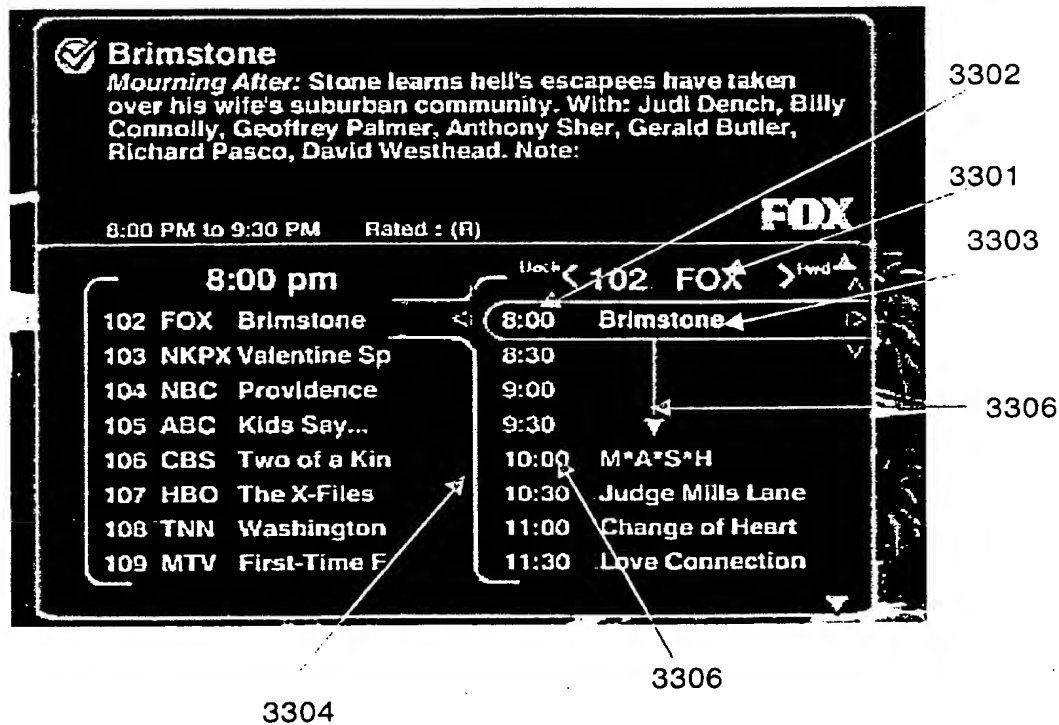 Brimstone
Mourning After: Stone learns hell's escapees have taken
over his wife's suburban community. With: Judi Dench, Billy
Connolly, Geoffrey Palmer, Anthony Sher, Gerald Butler,
Richard Pasco, David Westhead. Note:
8:00 PM to 9:30 PM Rated : (R)
FOX
8:00 pm
102 FOX Brimstone
103 NKPX Valentine Sp
104 NBC Providence
105 ABC Kids Say...
106 CBS Two of a Kin
107 HBO The X-Files
108 TNN Washington
109 MTV First-Time F
Back < 102 FOX > Fwd
8:00 Brimstone
8:30
9:00
9:30
10:00 M*A*S*H
10:30 Judge Mills Lane
11:00 Change of Heart
11:30 Love Connection
3302
3301
3303
3306
3306
3304